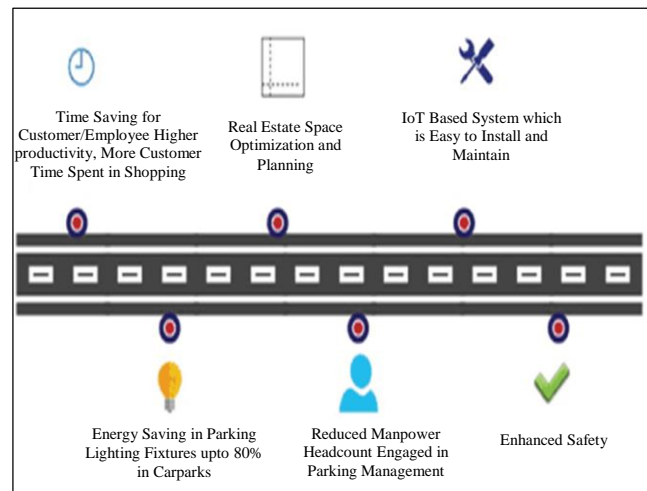 Time Saving for
Customer/Employee Higher
productivity, More Customer
Time Spent in Shopping
Real Estate Space
Optimization and
Planning
IoT Based System which
is Easy to Install and
Maintain
Energy Saving in Parking
Lighting Fixtures upto 80%
in Carparks
Reduced Manpower
Headcount Engaged in
Parking Management
Enhanced Safety